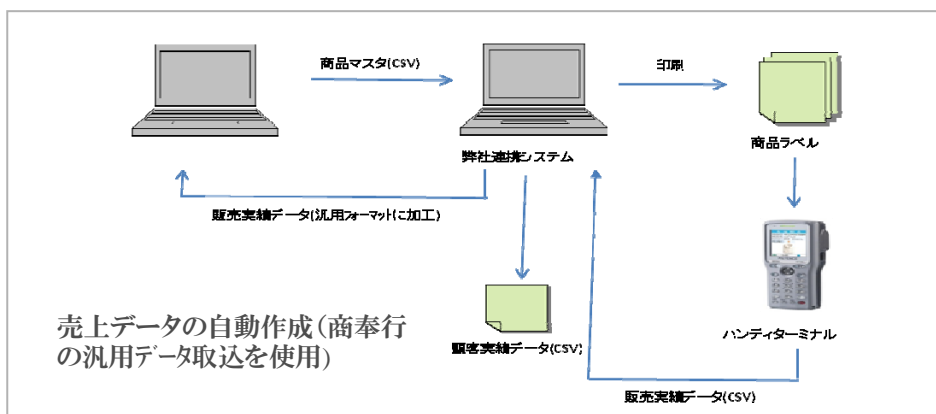 商品マスタ(CSV)
印刷
商品ラベル
弊社連携システム
販売実績データ(汎用フォーマットに加工)
ハンディターミナル
顧客実績データ(CSV)
売上データの自動作成(商奉行
の汎用データ取込を使用)
販売実績データ(CSV)